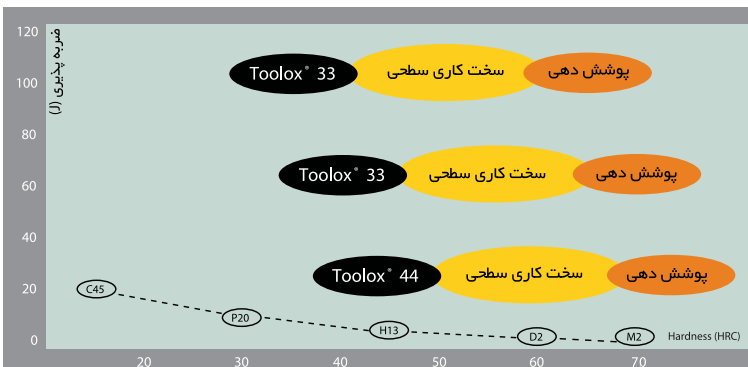 120
100
80
60
40
20
0
ضربه پذیری (J)
Toolox® 33 سخت کاری سطحی پوشش دهی
Toolox® 33 سخت کاری سطحی پوشش دهی
Toolox® 44 سخت کاری سطحی پوشش دهی
C45 P20 H13 D2 M2 Hardness (HRC)
20 30 40 50 60 70